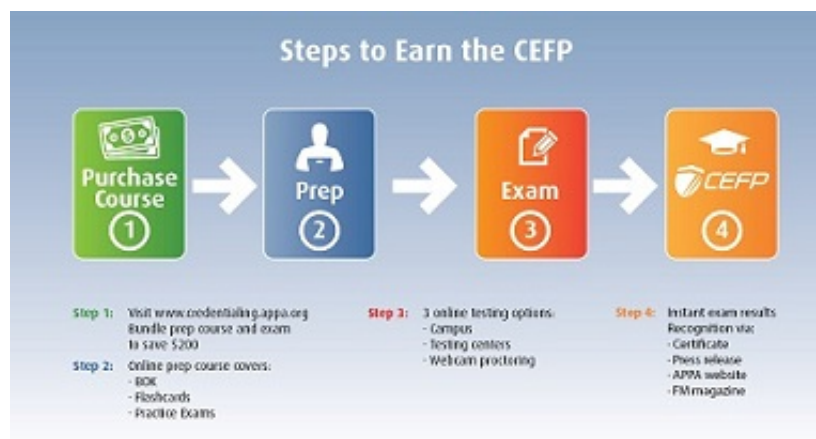 Steps to Earn the CEFP
Purchase
Course
1
Prep
2
Exam
3
CEFP
4
Step 1: Visit www.credentialing.appa.org
Bundle prep course and exam
to save $200
Step 2: Online prep course covers:
- BOK
- Flashcards
- Practice Exams
Step 3: 3 online testing options:
- Campus
- Testing centers
- Webcam proctoring
Step 4: Instant exam results
Recognition via:
- Certificate
- Press release
- APPA website
- FM magazine